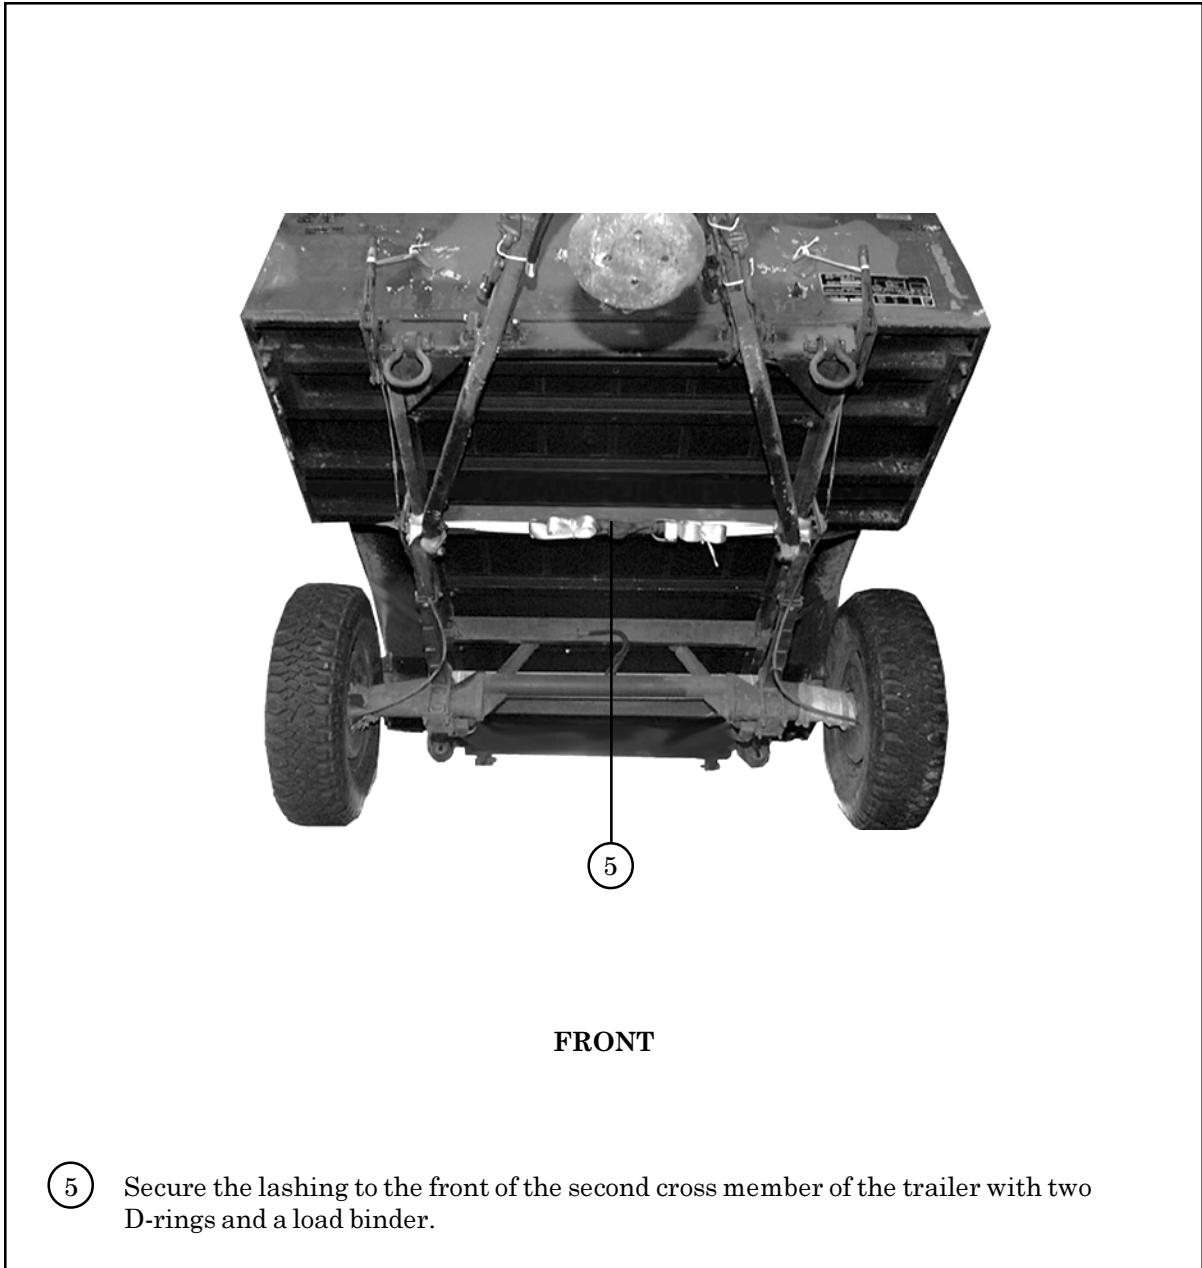 5
FRONT
5 Secure the lashing to the front of the second cross member of the trailer with two
D-rings and a load binder.